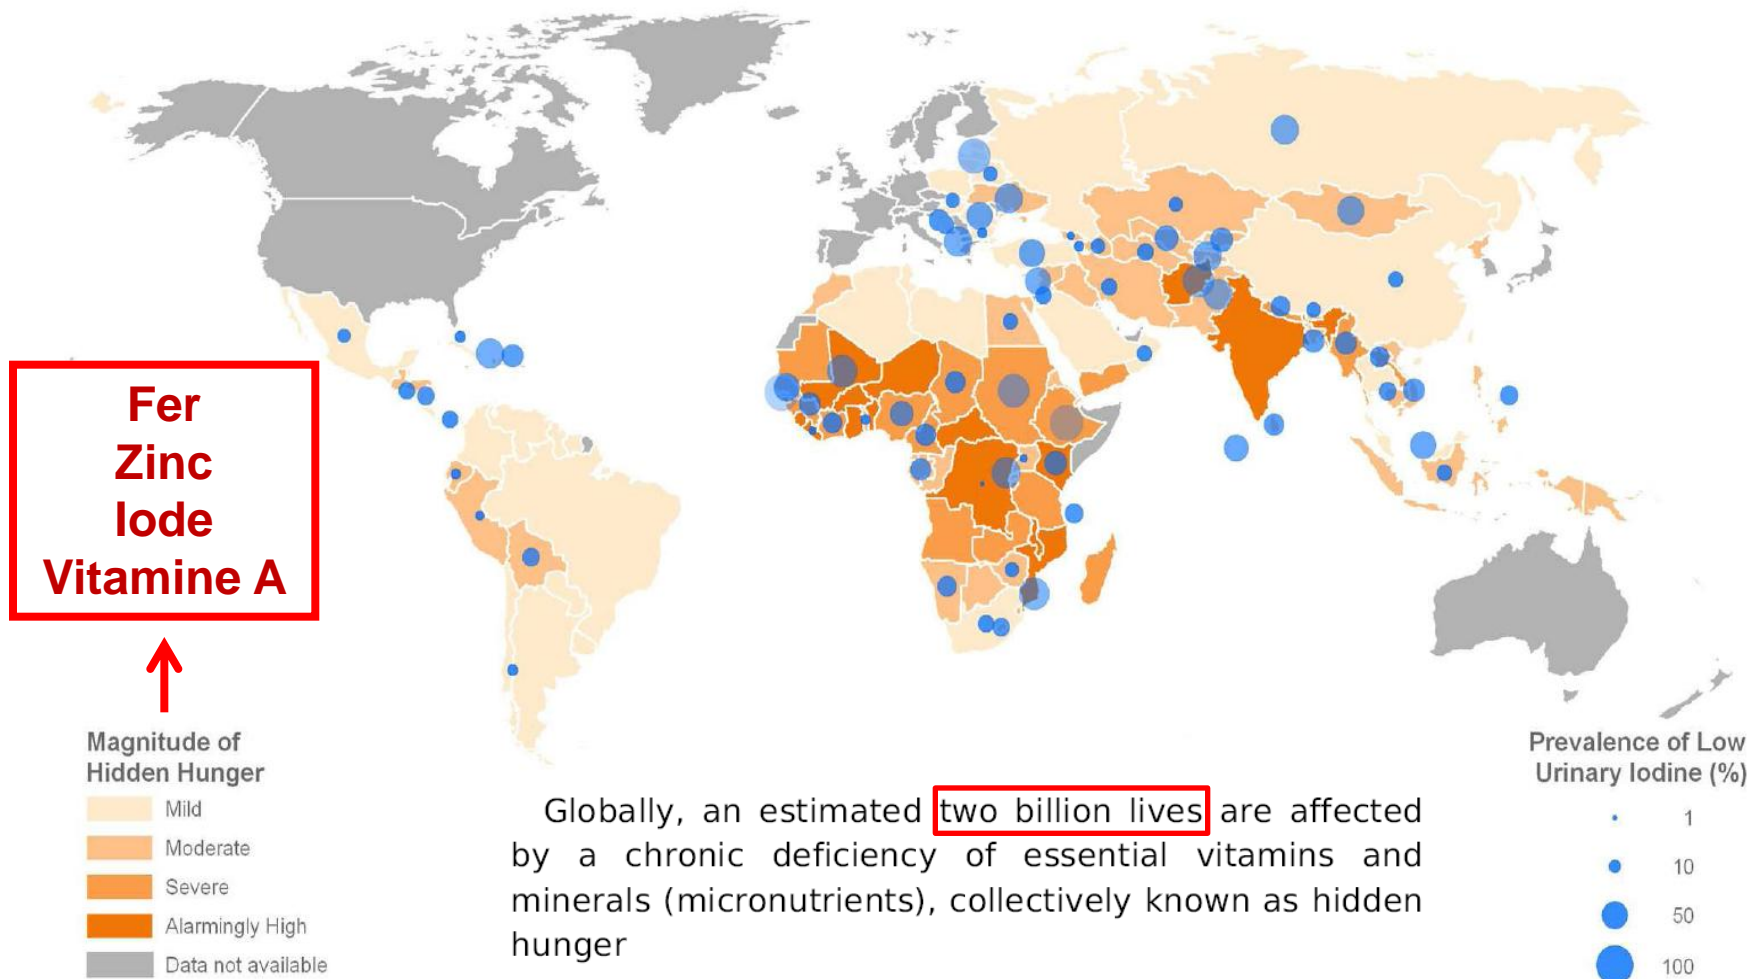 Fer
Zinc
Iode
Vitamine A
Magnitude of
Hidden Hunger
Mild
Moderate
Severe
Alarmingly High
Data not available
Globally, an estimated two billion lives are affected
by a chronic deficiency of essential vitamins and
minerals (micronutrients), collectively known as hidden
hunger
Prevalence of Low
Urinary Iodine (%)
1
10
50
100